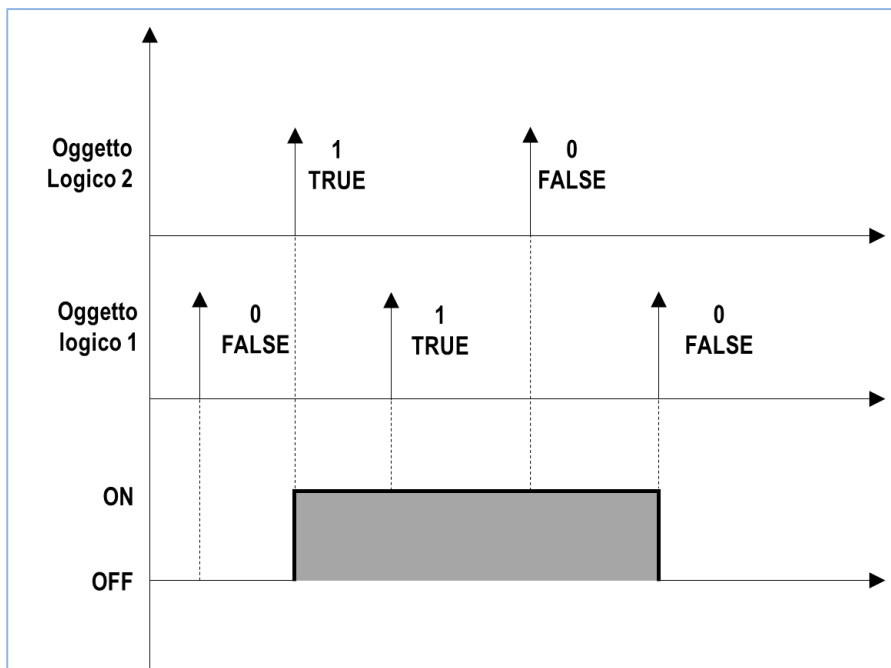 Oggetto
Logico 2
1
TRUE
0
FALSE
Oggetto
logico 1
0
FALSE
1
TRUE
0
FALSE
ON
OFF